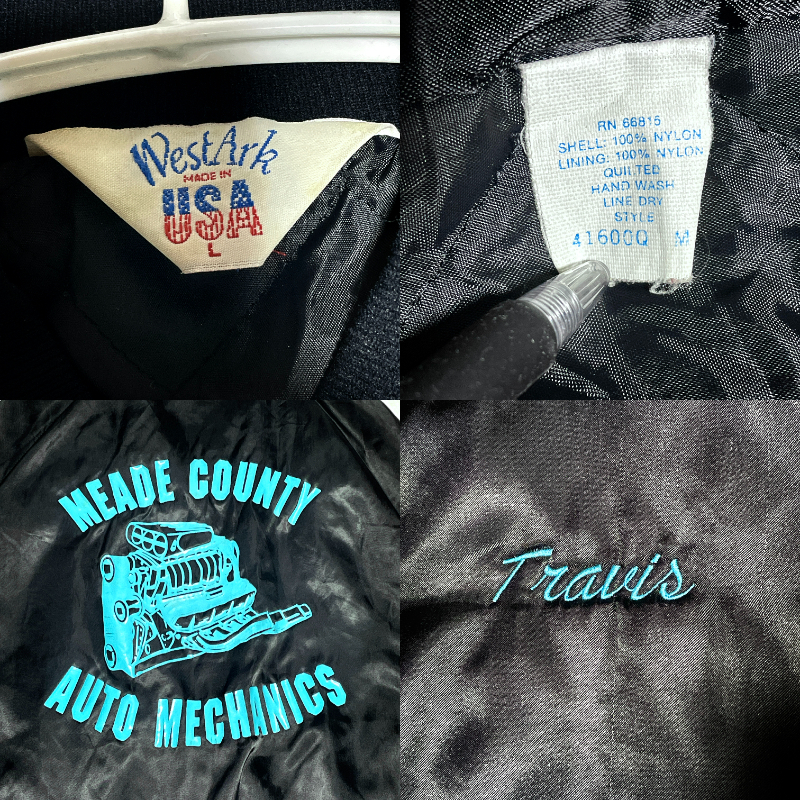 WestArk
MADE IN
USA
L
RN 66815
SHELL: 100% NYLON
LINING: 100% NYLON
QUILTED
HAND WASH
LINE DRY
STYLE
41600Q M
MEADE COUNTY
AUTO MECHANICS
Travis